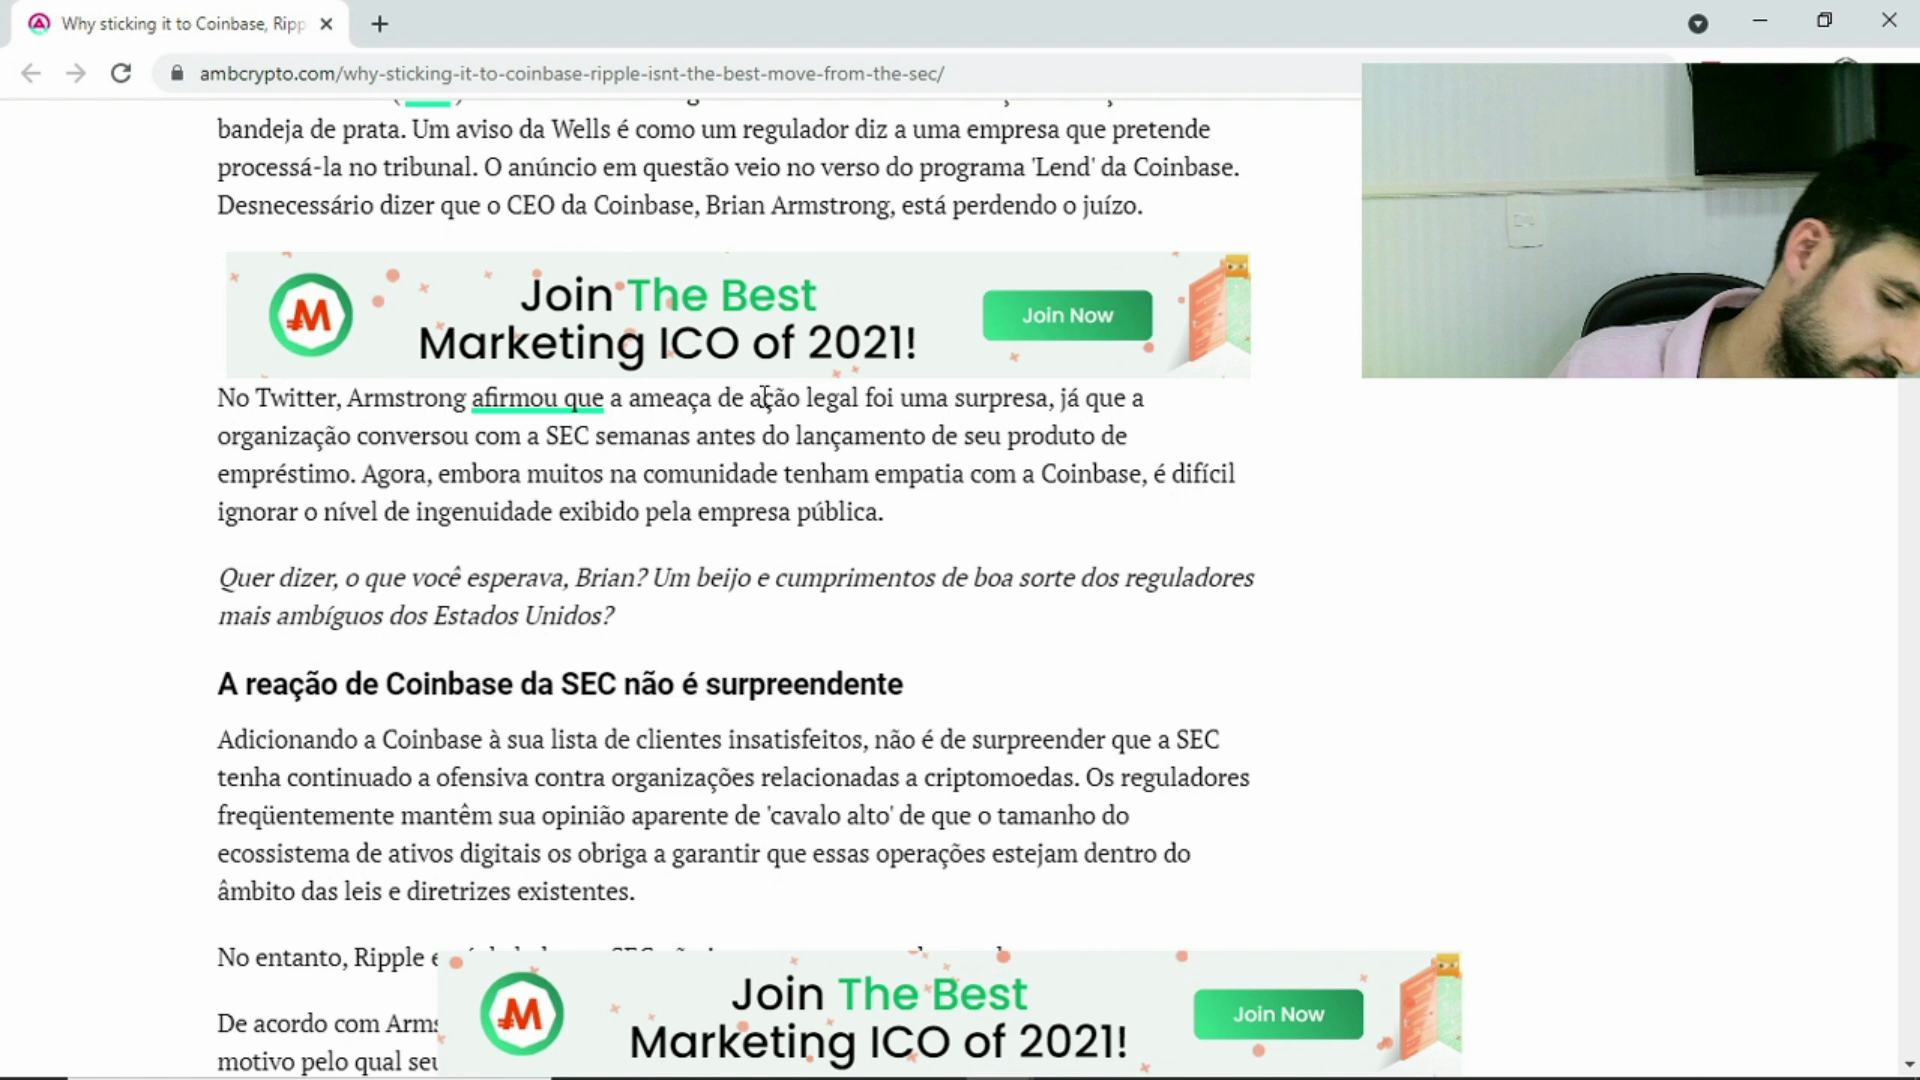 Why sticking it to Coinbase, Ripp
ambcrypto.com/why-sticking-it-to-coinbase-ripple-isnt-the-best-move-from-the-sec/
bandeja de prata. Um aviso da Wells é como um regulador diz a uma empresa que pretende
processá-la no tribunal. O anúncio em questão veio no verso do programa 'Lend' da Coinbase.
Desnecessário dizer que o CEO da Coinbase, Brian Armstrong, está perdendo o juízo.
Join The Best
Marketing ICO of 2021!
Join Now
No Twitter, Armstrong afirmou que a ameaça de ação legal foi uma surpresa, já que a
organização conversou com a SEC semanas antes do lançamento de seu produto de
empréstimo. Agora, embora muitos na comunidade tenham empatia com a Coinbase, é difícil
ignorar o nível de ingenuidade exibido pela empresa pública.
Quer dizer, o que você esperava, Brian? Um beijo e cumprimentos de boa sorte dos reguladores
mais ambíguos dos Estados Unidos?
A reação de Coinbase da SEC não é surpreendente
Adicionando a Coinbase à sua lista de clientes insatisfeitos, não é de surpreender que a SEC
tenha continuado a ofensiva contra organizações relacionadas a criptomoedas. Os reguladores
freqüentemente mantêm sua opinião aparente de 'cavalo alto' de que o tamanho do
ecossistema de ativos digitais os obriga a garantir que essas operações estejam dentro do
âmbito das leis e diretrizes existentes.
No entanto, Ripple
De acordo com Arms
motivo pelo qual seu
Join The Best
Marketing ICO of 2021!
Join Now